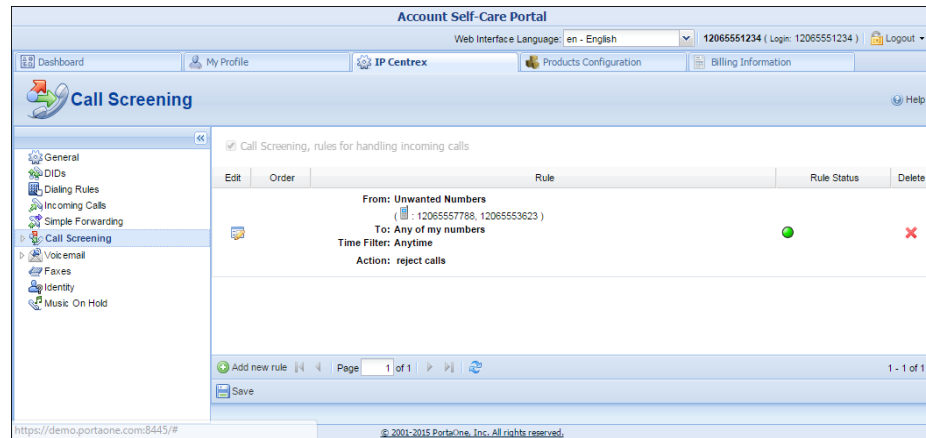 Account Self-Care Portal
Web Interface Language: en - English 12065551234 ( Login: 12065551234 ) Logout
Dashboard My Profile IP Centrex Products Configuration Billing Information
Call Screening Help
General
DIDs
Dialing Rules
Incoming Calls
Simple Forwarding
Call Screening
Voicemail
Faxes
Identity
Music On Hold
Call Screening, rules for handling incoming calls
Edit Order Rule Rule Status Delete
From: Unwanted Numbers
( : 12065557788, 12065553623 )
To: Any of my numbers
Time Filter: Anytime
Action: reject calls
Add new rule Page 1 of 1 1 - 1 of 1
Save
https://demo.portaone.com:8445/# © 2001-2015 PortaOne, Inc. All rights reserved.